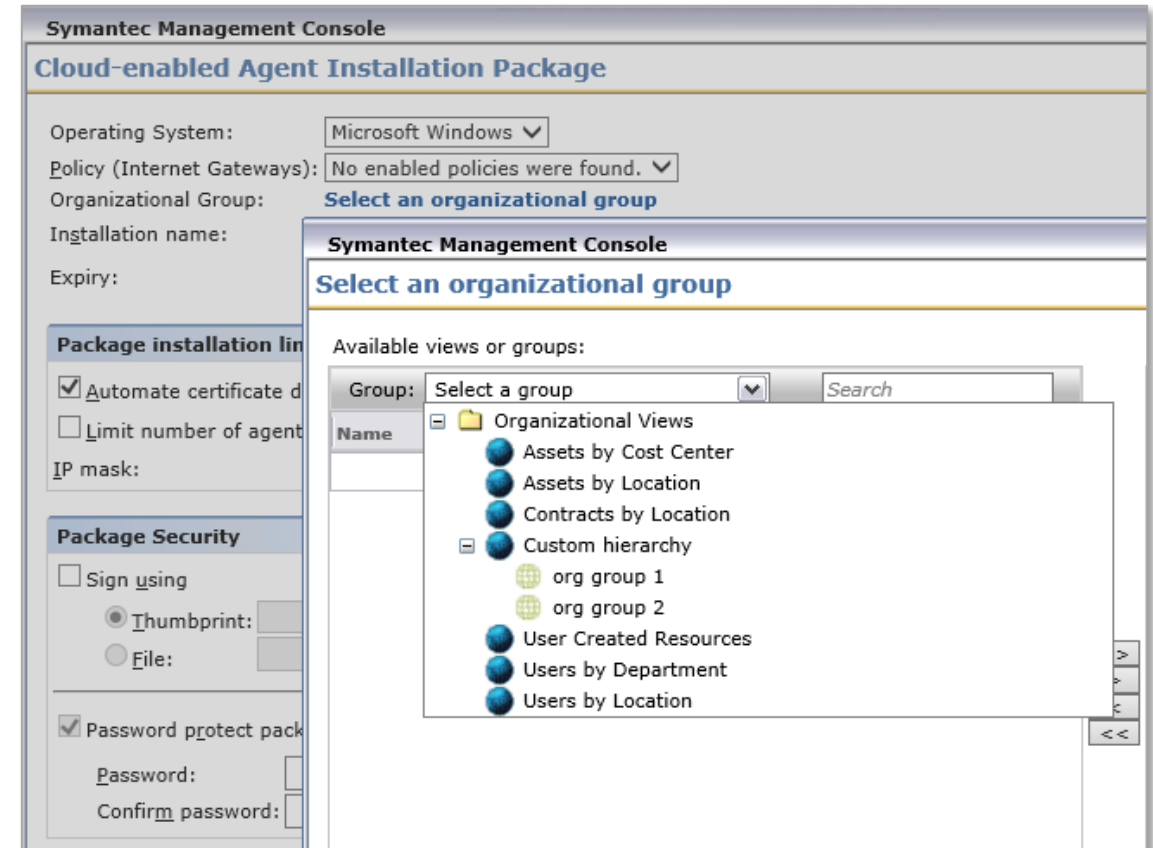 Symantec Management Console
Cloud-enabled Agent Installation Package
Operating System: Microsoft Windows
Policy (Internet Gateways): No enabled policies were found.
Organizational Group: Select an organizational group
Installation name:
Expiry:
Package installation
Automate certificate
Limit number of agent
IP mask:
Package Security
Sign using
Thumbprint:
File:
Password protect
Password:
Confirm password:
Symantec Management Console
Select an organizational group
Available views or groups:
Group: Select a group Search
Name
Organizational Views
Assets by Cost Center
Assets by Location
Contracts by Location
Custom hierarchy
org group 1
org group 2
User Created Resources
Users by Department
Users by Location
>
>
<
<<